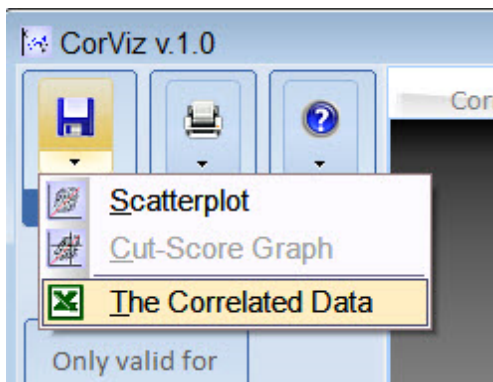 CorViz v.1.0
Cor
Scatterplot
Cut-Score Graph
The Correlated Data
Only valid for